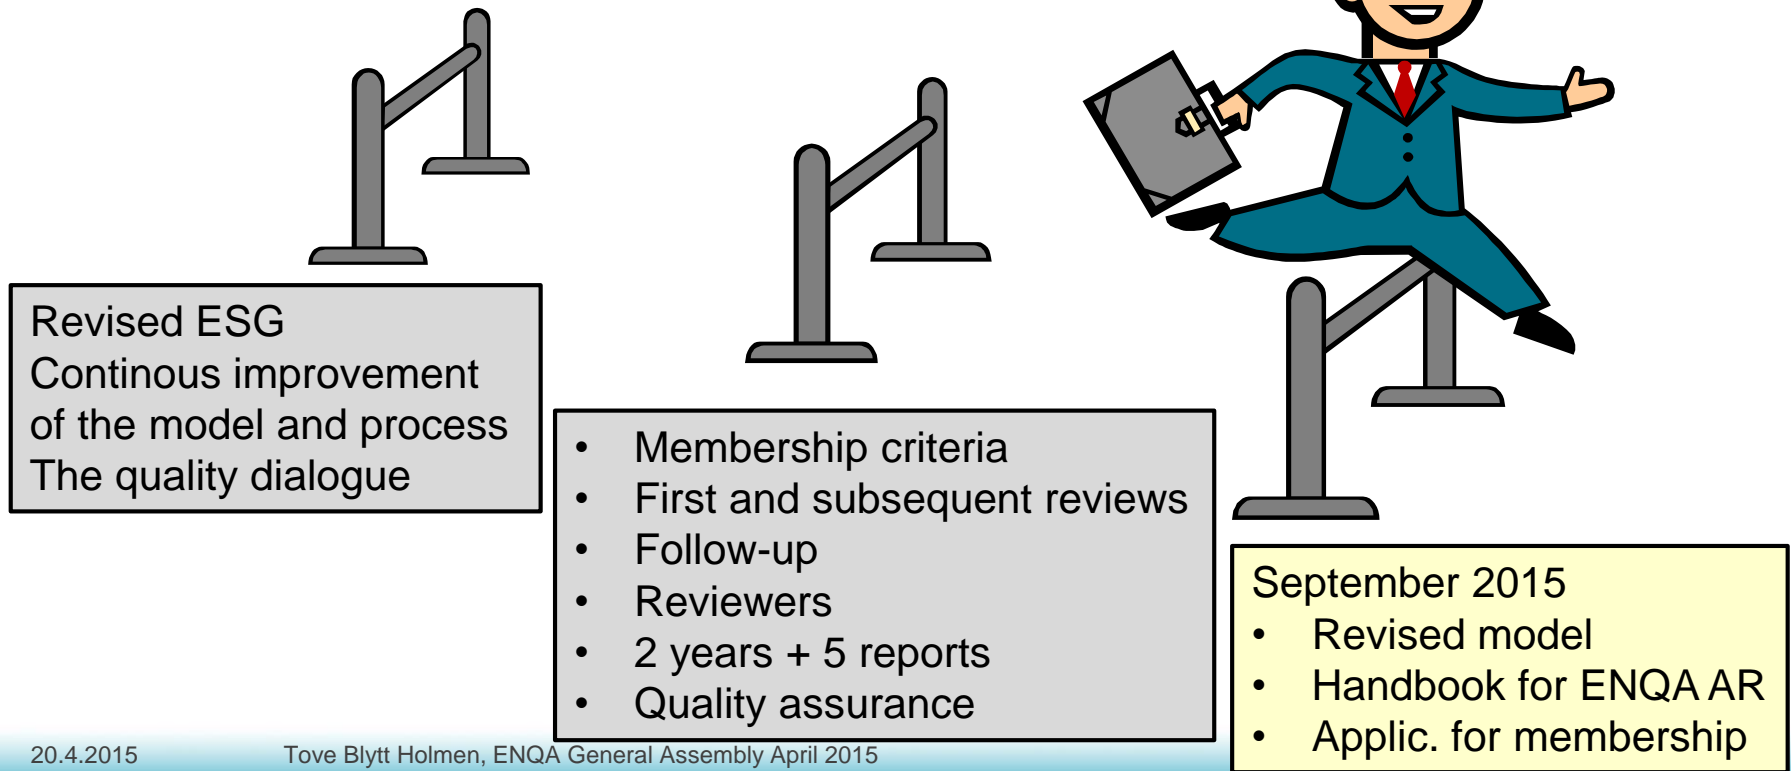 Revised ESG
Continous improvement
of the model and process
The quality dialogue
• Membership criteria
• First and subsequent reviews
• Follow-up
• Reviewers
• 2 years + 5 reports
• Quality assurance
September 2015
• Revised model
• Handbook for ENQA AR
• Applic. for membership
20.4.2015 Tove Blytt Holmen, ENQA General Assembly April 2015